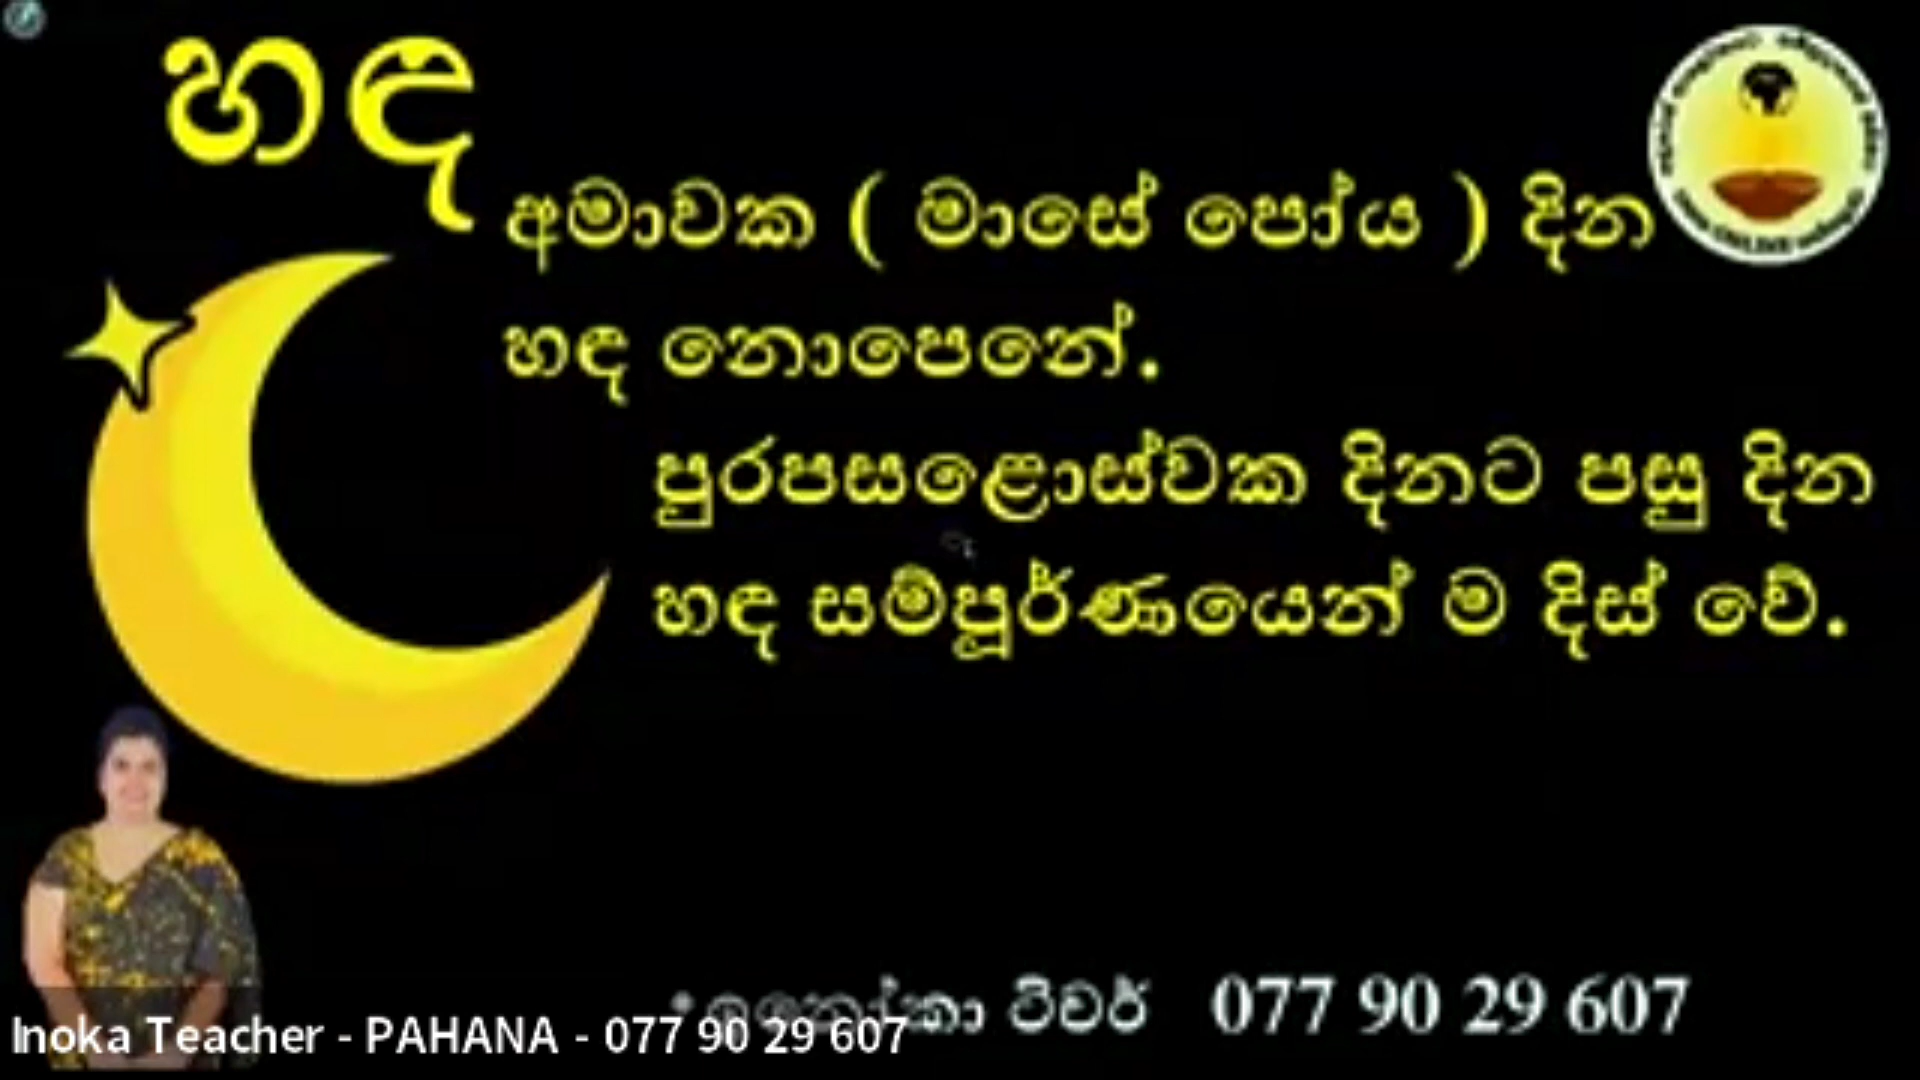 හඳ
අමාවක ( මාසේ පෝය ) දින
හඳ නොපෙනේ.
පුරපසළොස්වක දිනට පසු දින
හඳ සම්පූර්ණයෙන් ම දිස් වේ.
ටීචර් 077 90 29 607
Inoka Teacher - PAHANA - 077 90 29 607